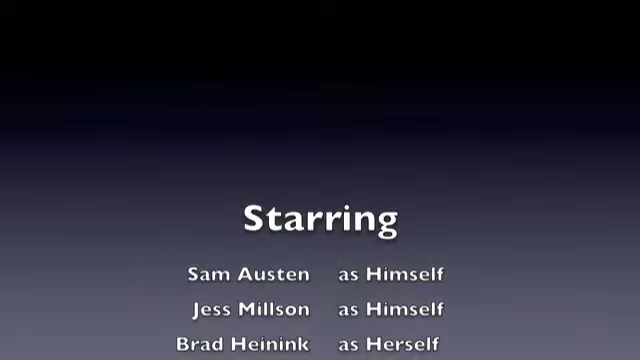 Starring
Sam Austen as Himself
Jess Millson as Himself
Brad Heinink as Herself